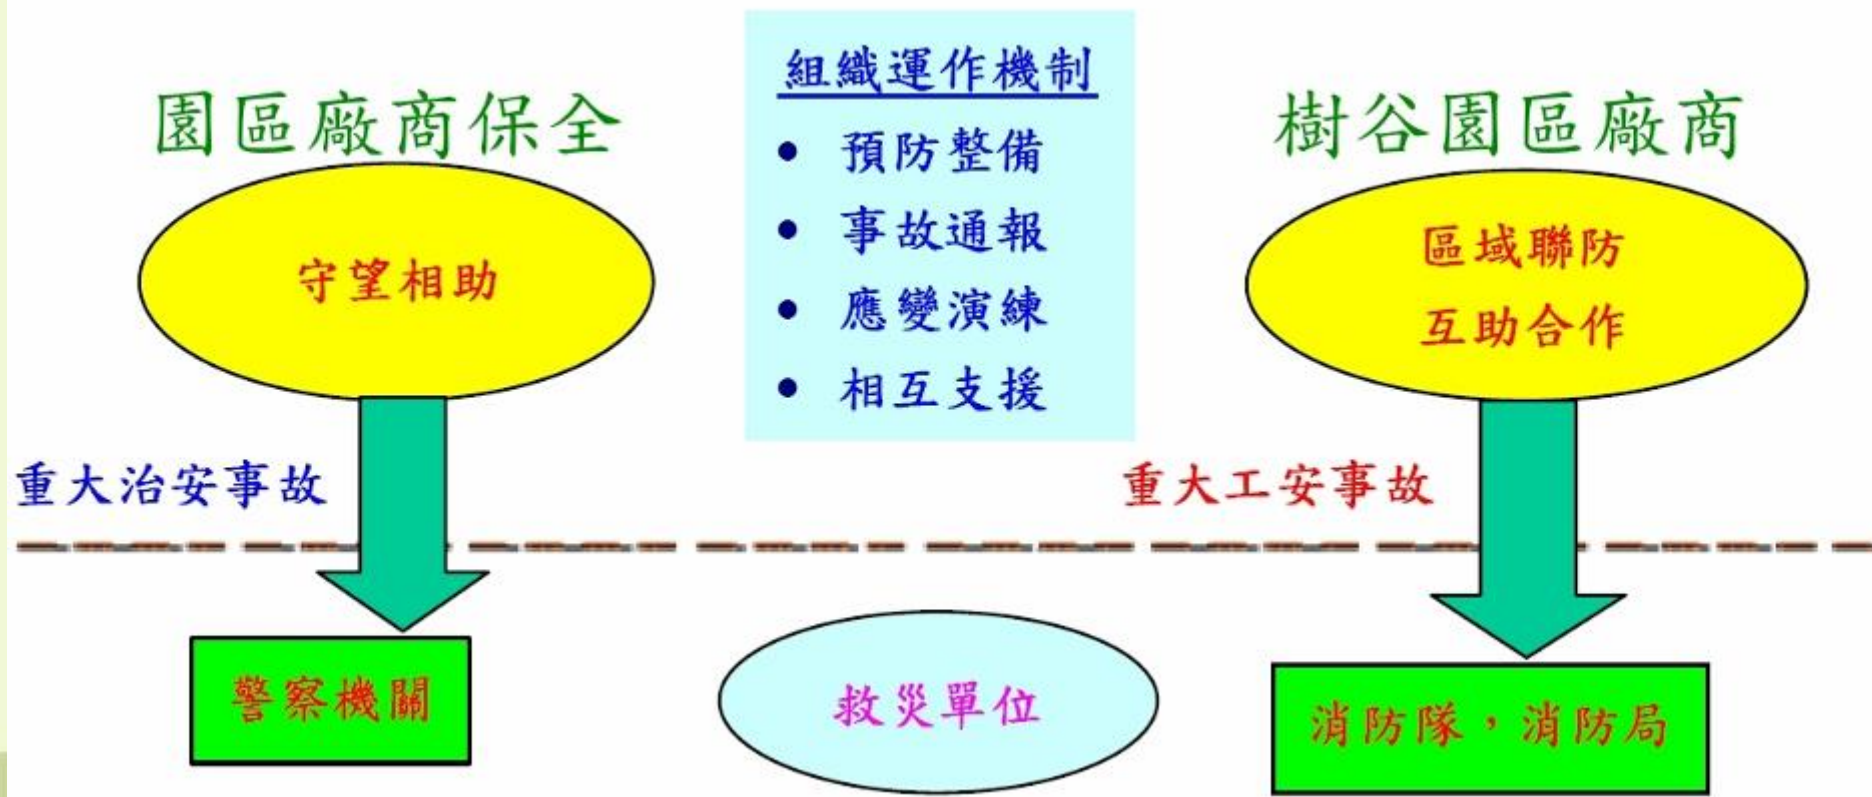 組織運作機制
園區廠商保全
樹谷園區廠商
• 預防整備
• 事故通報
• 應變演練
• 相互支援
守望相助
區域聯防
互助合作
重大治安事故
重大工安事故
警察機關
救災單位
消防隊，消防局